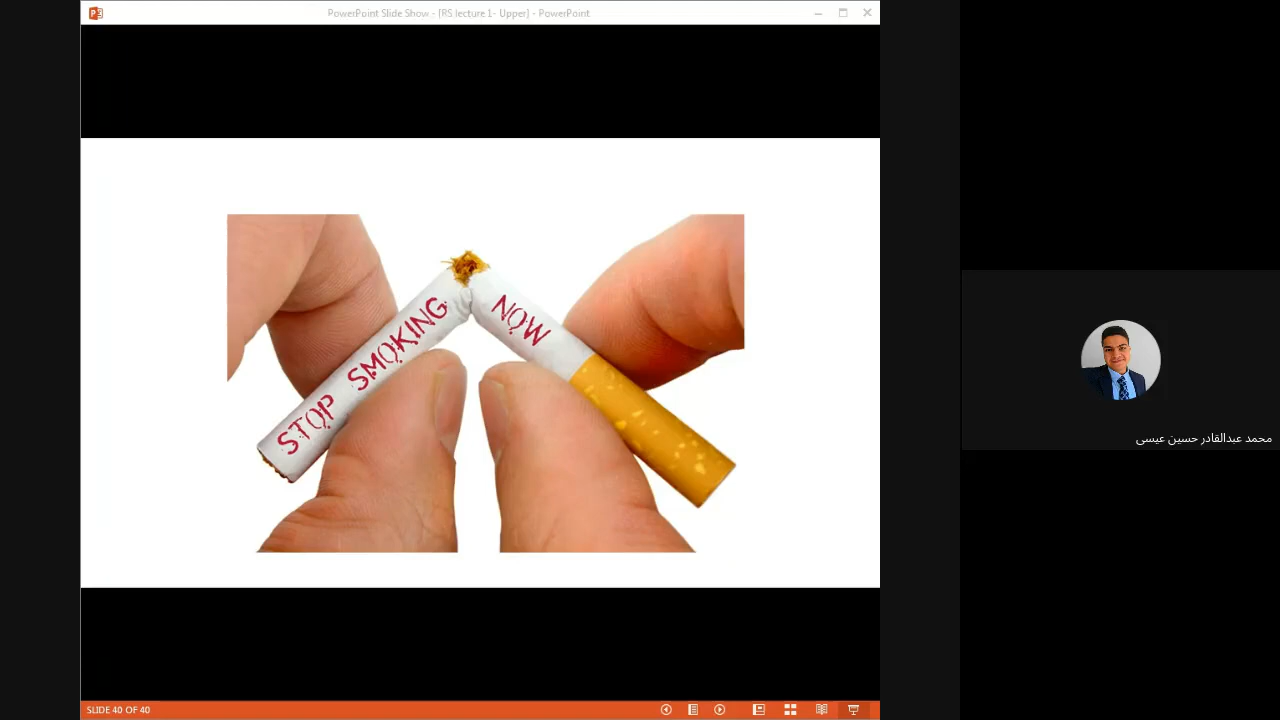 PowerPoint Slide Show - [RS lecture 1- Upper] - PowerPoint
STOP SMOKING
NOW
محمد عبدالقادر حسين عيسى
SLIDE 40 OF 40